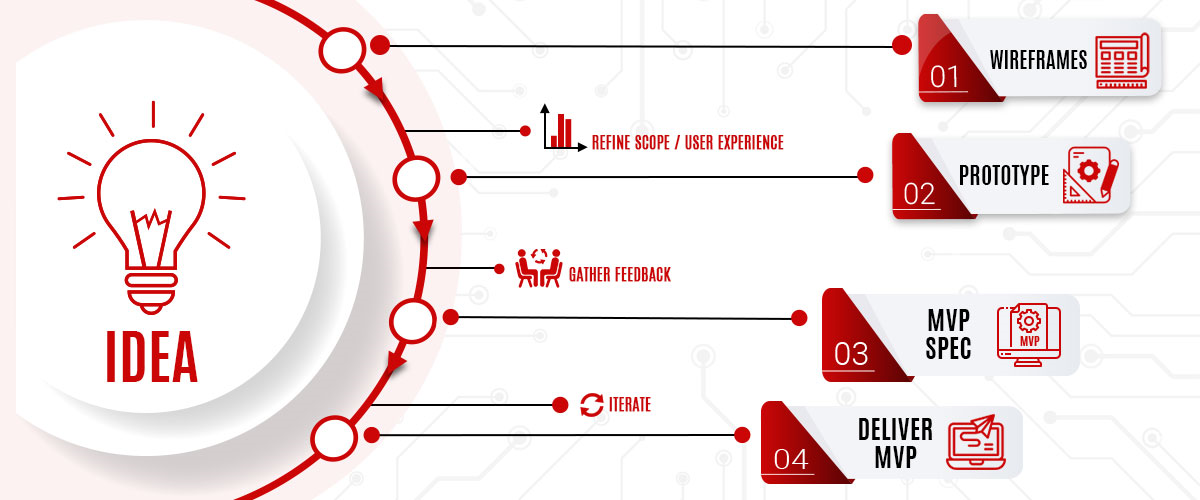 01
WIREFRAMES
REFINE SCOPE / USER EXPERIENCE
02
PROTOTYPE
GATHER FEEDBACK
IDEA
03
MVP
SPEC
MVP
ITERATE
04
DELIVER
MVP